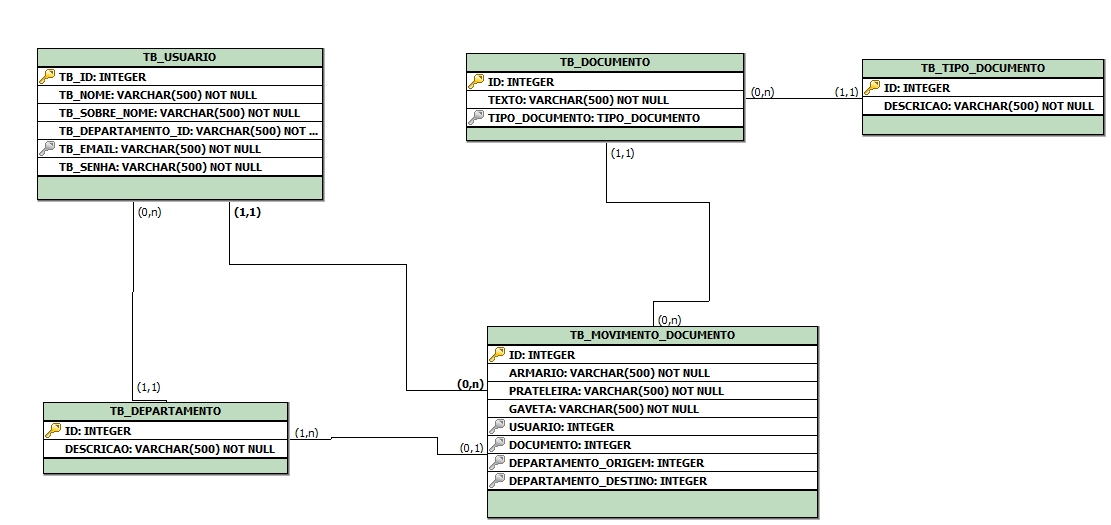 TB_USUARIO
TB_ID: INTEGER
TB_NOME: VARCHAR(500) NOT NULL
TB_SOBRE_NOME: VARCHAR(500) NOT NULL
TB_DEPARTAMENTO_ID: VARCHAR(500) NOT ...
TB_EMAIL: VARCHAR(500) NOT NULL
TB_SENHA: VARCHAR(500) NOT NULL
(0,n)
(1,1)
TB_DOCUMENTO
ID: INTEGER
TEXTO: VARCHAR(500) NOT NULL
TIPO_DOCUMENTO: TIPO_DOCUMENTO
(0,n)
(1,1)
(1,1)
TB_TIPO_DOCUMENTO
ID: INTEGER
DESCRICAO: VARCHAR(500) NOT NULL
(1,1)
TB_DEPARTAMENTO
ID: INTEGER
DESCRICAO: VARCHAR(500) NOT NULL
(1,n)
(0,1)
(0,n)
(0,n)
TB_MOVIMENTO_DOCUMENTO
ID: INTEGER
ARMARIO: VARCHAR(500) NOT NULL
PRATELEIRA: VARCHAR(500) NOT NULL
GAVETA: VARCHAR(500) NOT NULL
USUARIO: INTEGER
DOCUMENTO: INTEGER
DEPARTAMENTO_ORIGEM: INTEGER
DEPARTAMENTO_DESTINO: INTEGER